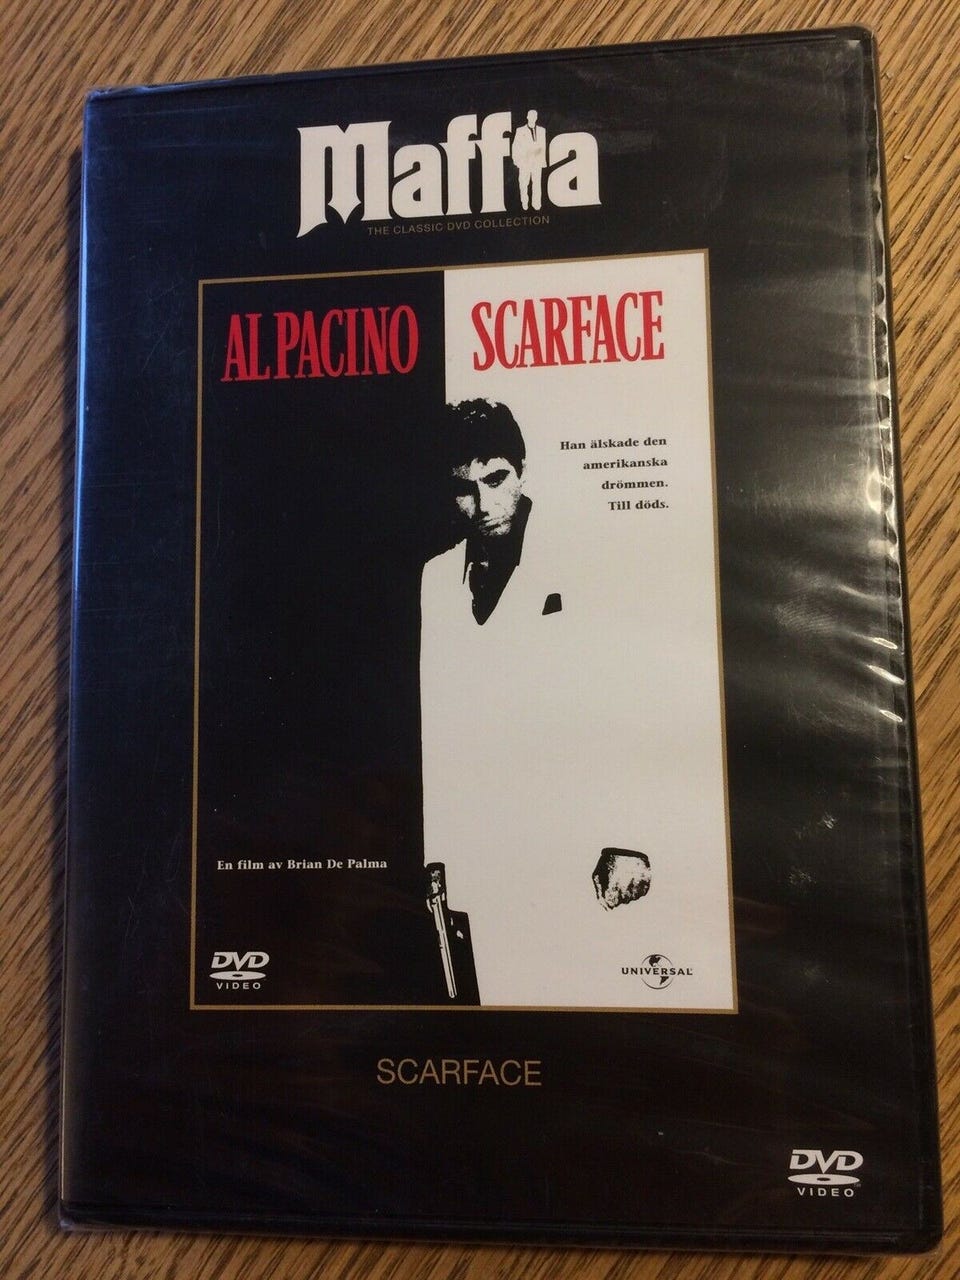 Maffia
THE CLASSIC DVD COLLECTION
AL PACINO
SCARFACE
Han älskade den
amerikanska
drömmen.
Till döds.
En film av Brian De Palma
DVD
VIDEO
UNIVERSAL
SCARFACE
DVD
VIDEO